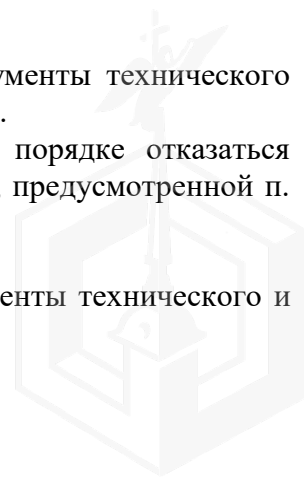 ументы технического
.
порядке отказаться
предусмотренной п.
енты технического и